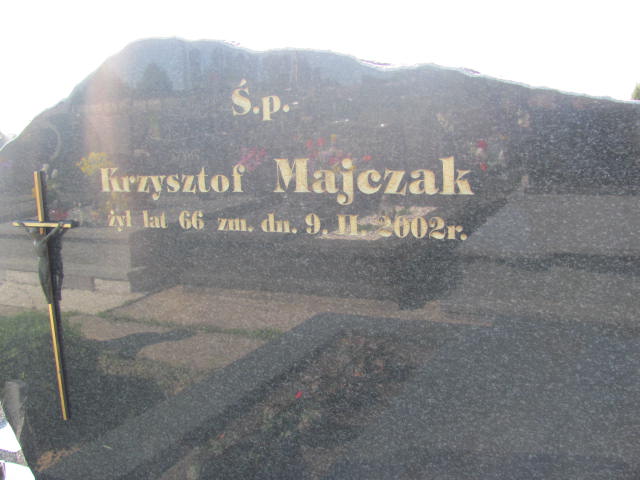 Ś.p.
Krzysztof Majczak
żył lat 66 zm. dn. 9. II. 2002r.